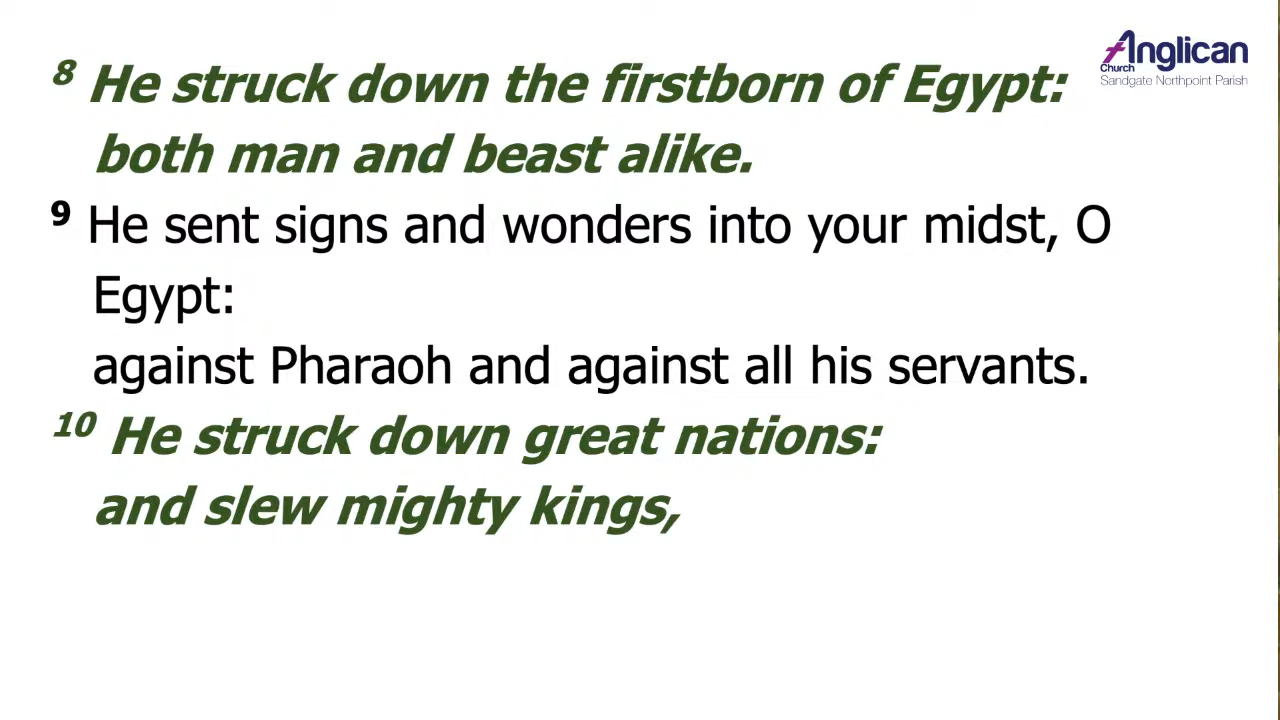 8 He struck down the firstborn of Egypt:
both man and beast alike.
9 He sent signs and wonders into your midst, O
Egypt:
against Pharaoh and against all his servants.
10 He struck down great nations:
and slew mighty kings,
Anglican
Church
Sandgate Northpoint Parish